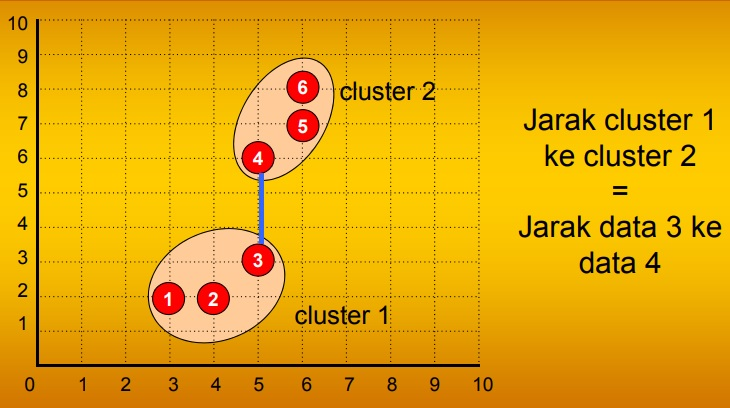 10
9
8
7
6
5
4
3
2
1
6
cluster 2
5
4
3
1 2
cluster 1
0 1 2 3 4 5 6 7 8 9 10
Jarak cluster 1
ke cluster 2
=
Jarak data 3 ke
data 4